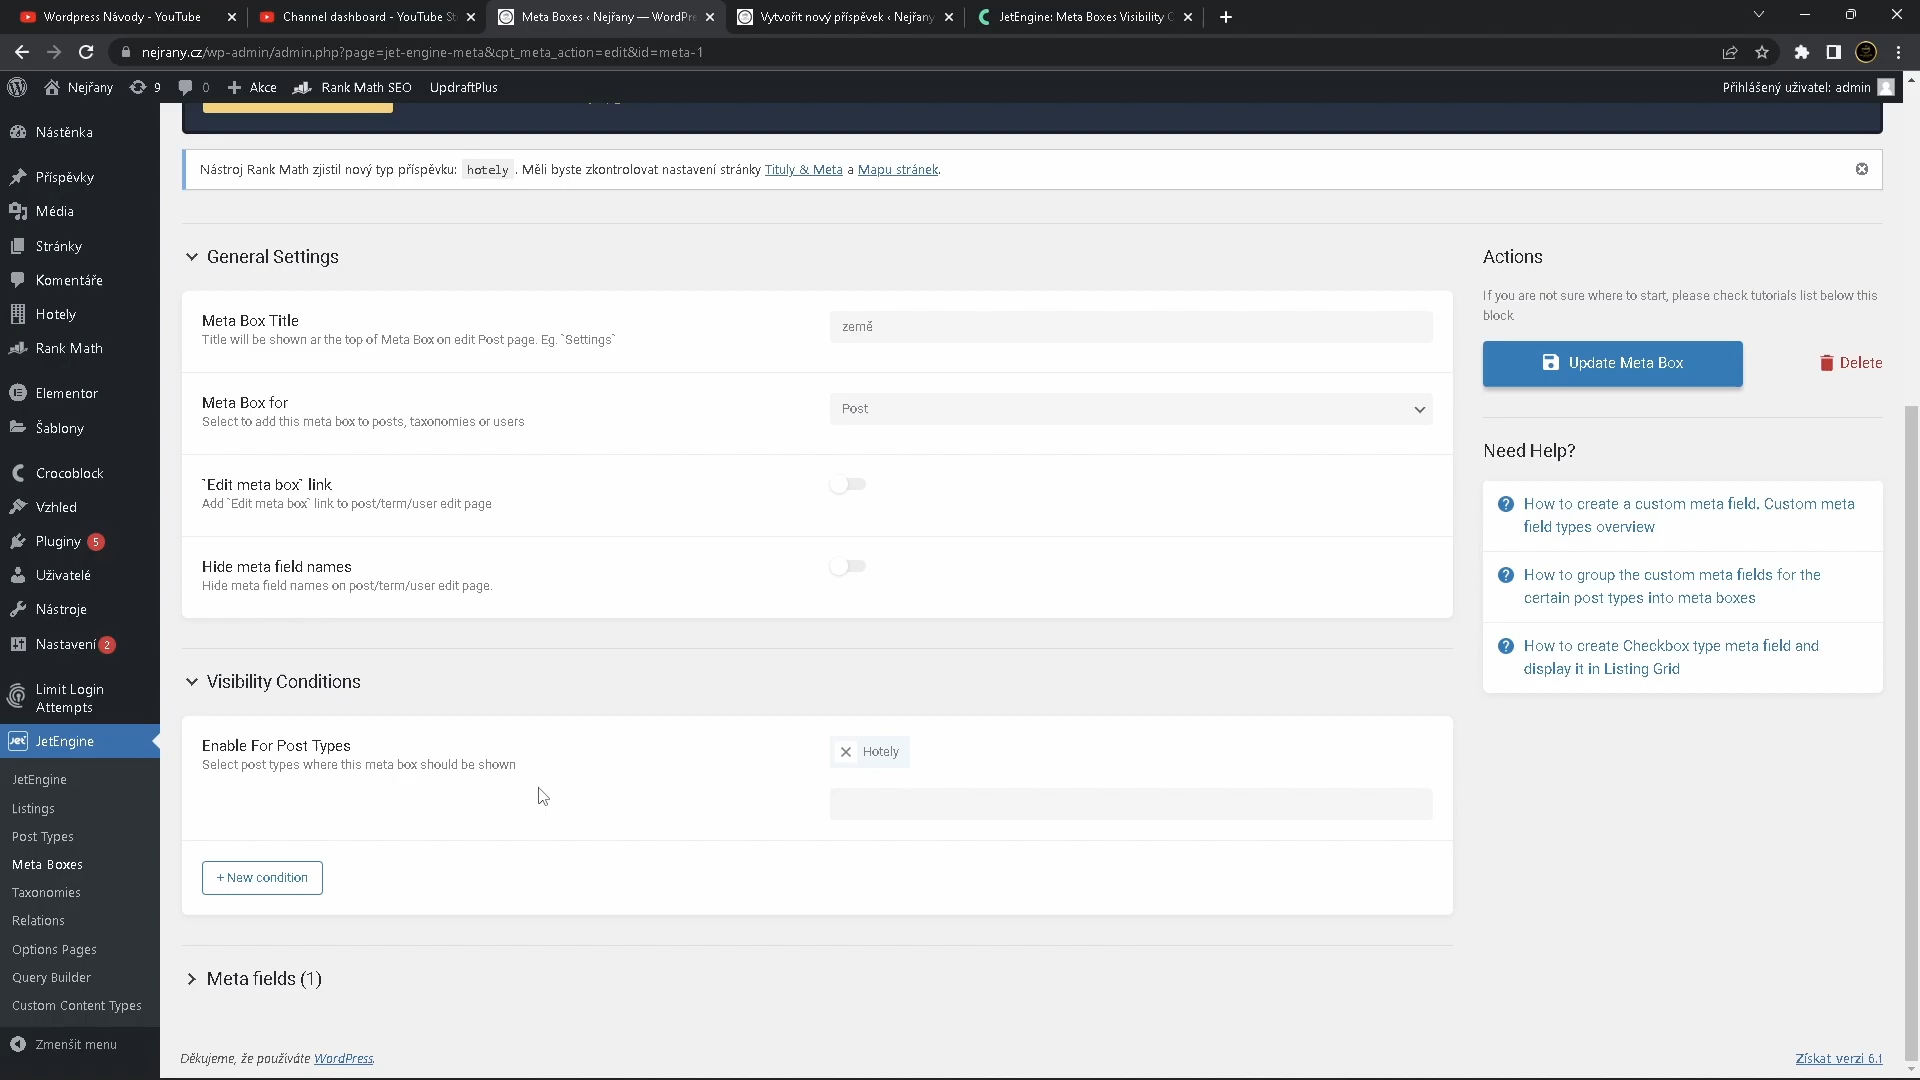 Wordpress Návody - YouTube
Channel dashboard - YouTube St
Meta Boxes ‹ Nejřany — WordPre
Vytvořit nový příspěvek ‹ Nejřany
JetEngine: Meta Boxes Visibility C
nejrany.cz/wp-admin/admin.php?page=jet-engine-meta&cpt_meta_action=edit&id=meta-1
Nejřany
9
0
Akce
Rank Math SEO
UpdraftPlus
Přihlášený uživatel: admin
Nástěnka
Příspěvky
Média
Stránky
Komentáře
Hotely
Rank Math
Elementor
Šablony
Crocoblock
Vzhled
Pluginy 5
Uživatelé
Nástroje
Nastavení 2
Limit Login
Attempts
JetEngine
JetEngine
Listings
Post Types
Meta Boxes
Taxonomies
Relations
Options Pages
Query Builder
Custom Content Types
Zmenšit menu
Nástroj Rank Math zjistil nový typ příspěvku: hotely . Měli byste zkontrolovat nastavení stránky Tituly & Meta a Mapu stránek.
General Settings
Meta Box Title
Title will be shown ar the top of Meta Box on edit Post page. Eg. `Settings`
země
Meta Box for
Select to add this meta box to posts, taxonomies or users
Post
`Edit meta box` link
Add `Edit meta box` link to post/term/user edit page
Hide meta field names
Hide meta field names on post/term/user edit page.
Visibility Conditions
Enable For Post Types
Select post types where this meta box should be shown
Hotely
+ New condition
Meta fields (1)
Actions
If you are not sure where to start, please check tutorials list below this
block
Update Meta Box
Delete
Need Help?
How to create a custom meta field. Custom meta
field types overview
How to group the custom meta fields for the
certain post types into meta boxes
How to create Checkbox type meta field and
display it in Listing Grid
Děkujeme, že používáte WordPress.
Získat verzi 6.1